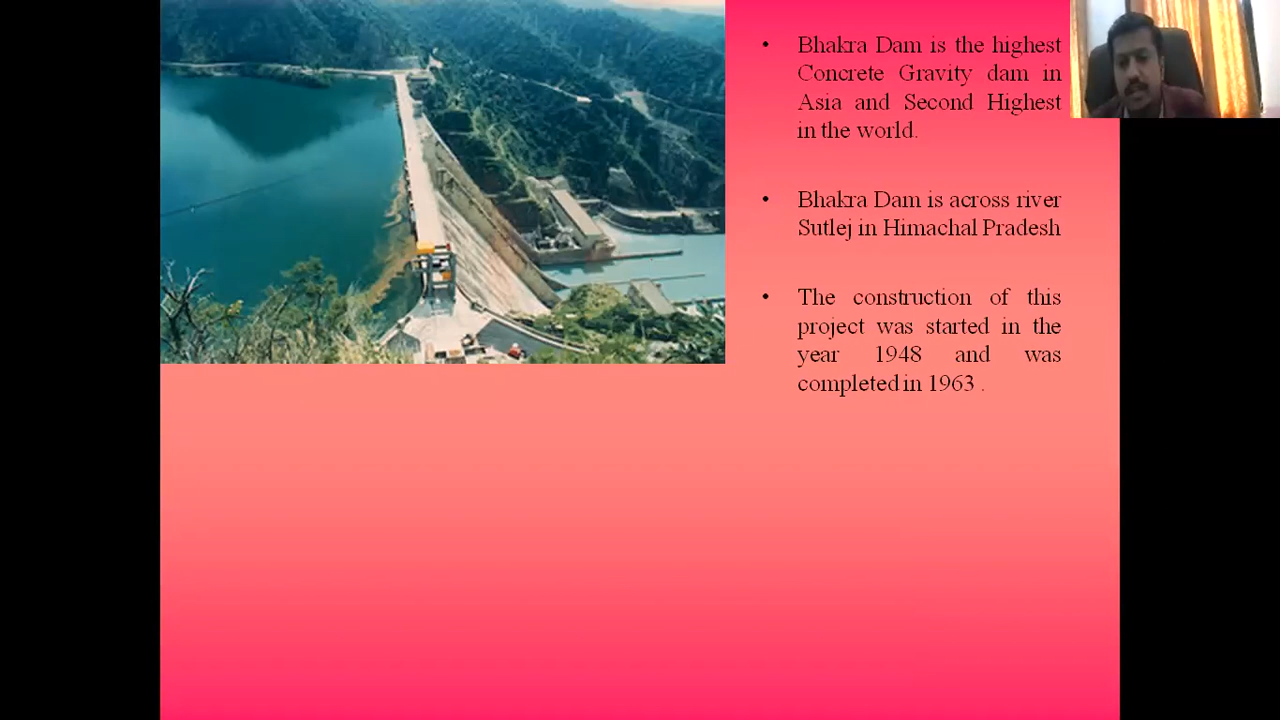 • Bhakra Dam is the highest
Concrete Gravity dam in
Asia and Second Highest
in the world.
• Bhakra Dam is across river
Sutlej in Himachal Pradesh
• The construction of this
project was started in the
year 1948 and was
completed in 1963 .